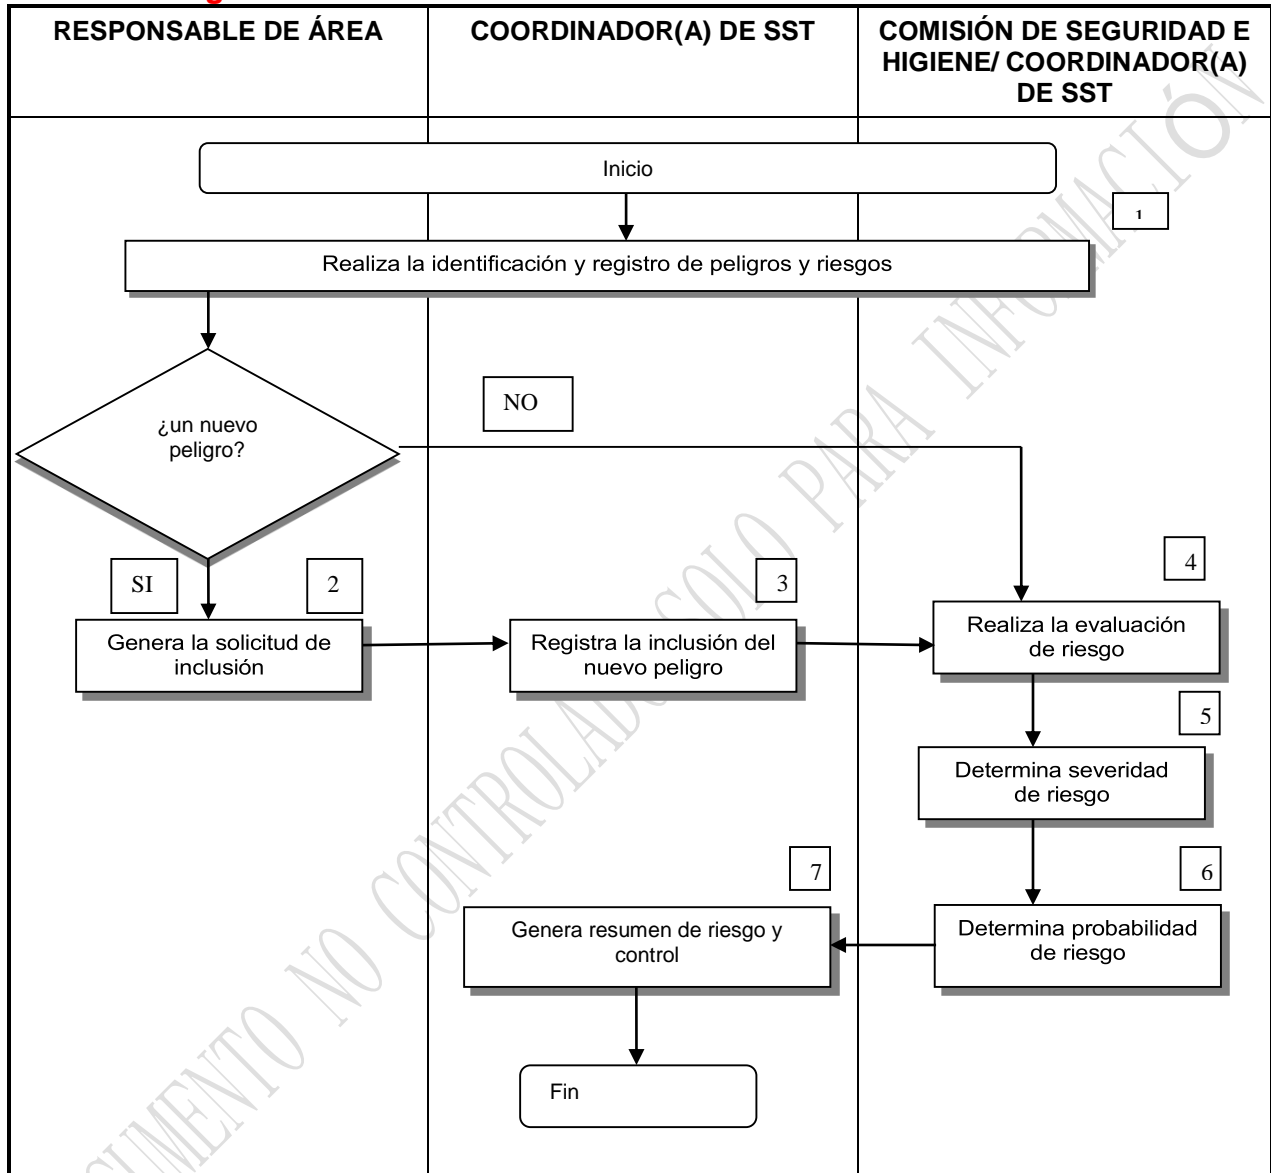 RESPONSABLE DE ÁREA
COORDINADOR(A) DE SST
COMISIÓN DE SEGURIDAD E
HIGIENE/ COORDINADOR(A)
DE SST
Inicio
1
Realiza la identificación y registro de peligros y riesgos
¿un nuevo
peligro?
NO
SI
2
Genera la solicitud de
inclusión
3
Registra la inclusión del
nuevo peligro
4
Realiza la evaluación
de riesgo
5
Determina severidad
de riesgo
6
Determina probabilidad
de riesgo
7
Genera resumen de riesgo y
control
Fin
NO CONTROLADO SOLO PARA INFORMACIÓN